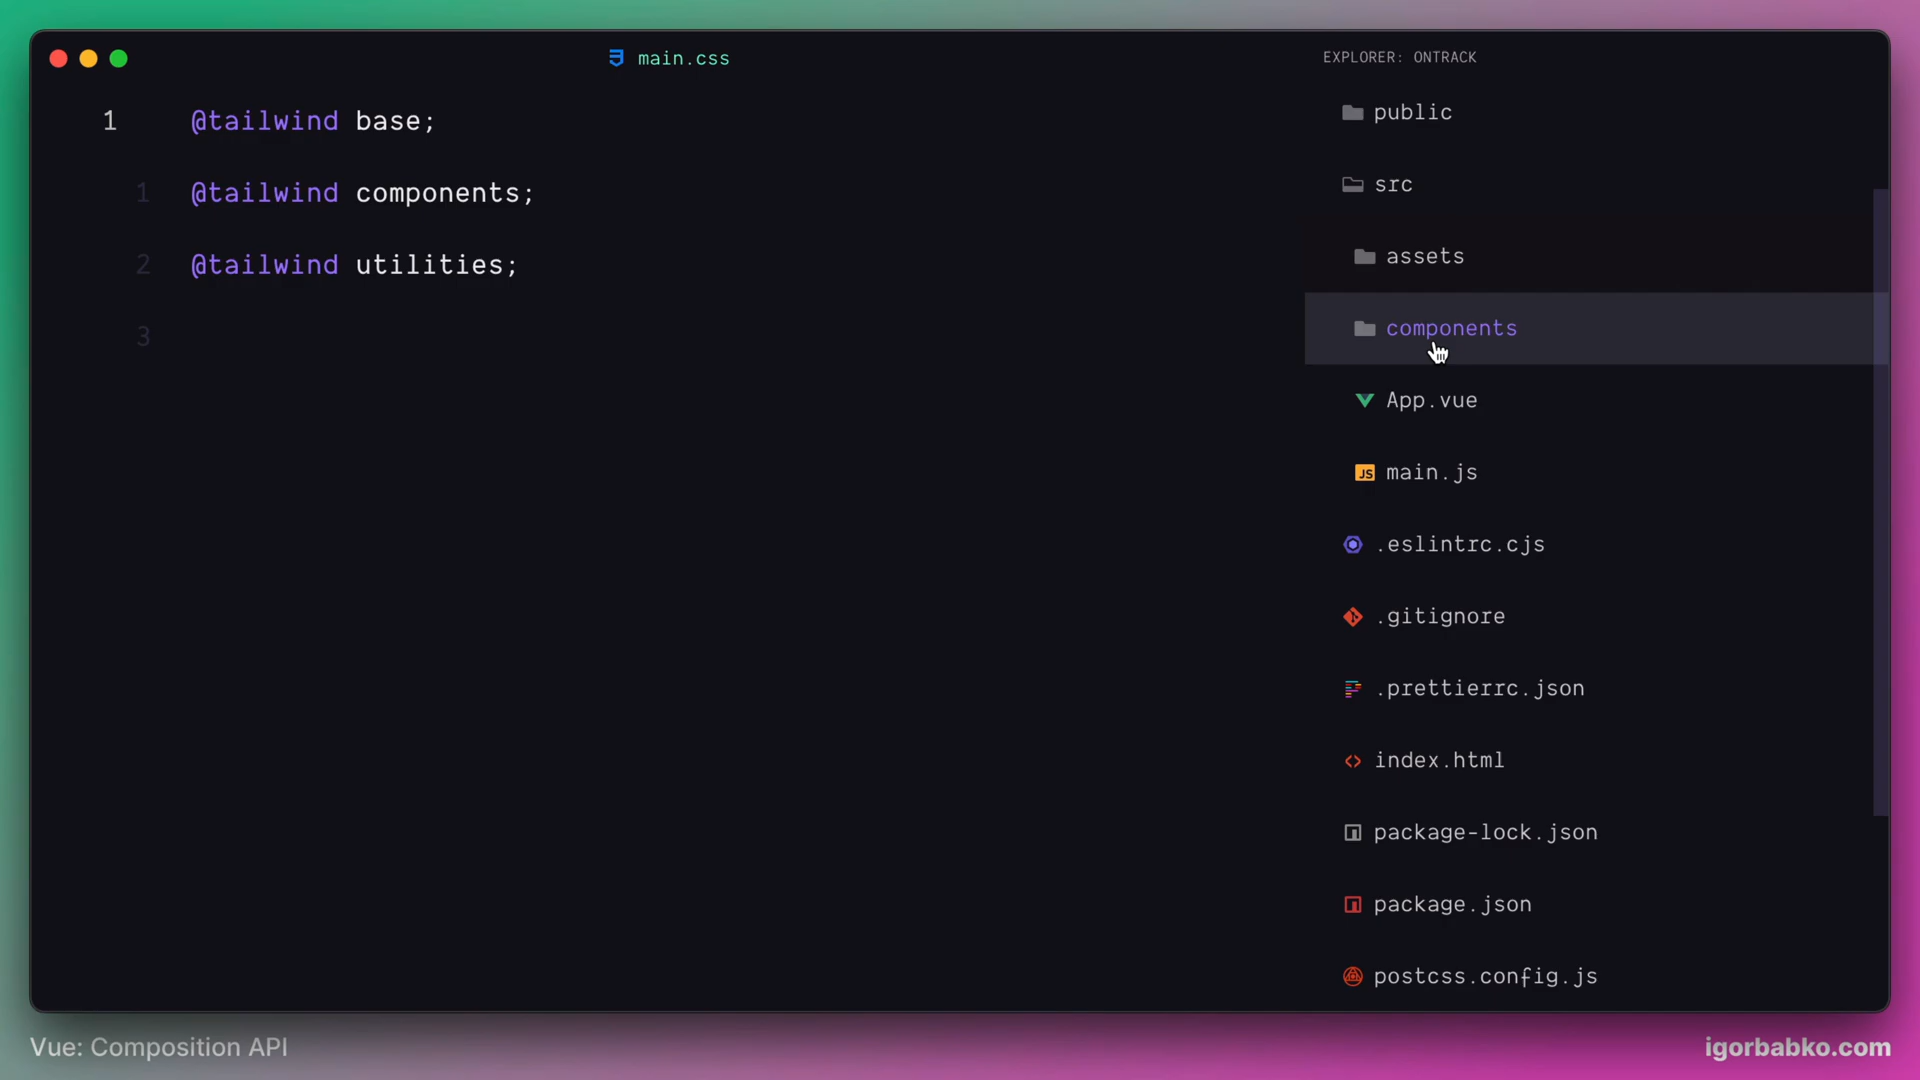 main.css
1 @tailwind base;
1 @tailwind components;
2 @tailwind utilities;
3
EXPLORER: ONTRACK
public
src
assets
components
App.vue
JS main.js
.eslintrc.cjs
.gitignore
.prettierrc.json
index.html
package-lock.json
package.json
postcss.config.js
Vue: Composition API
igorbabko.com